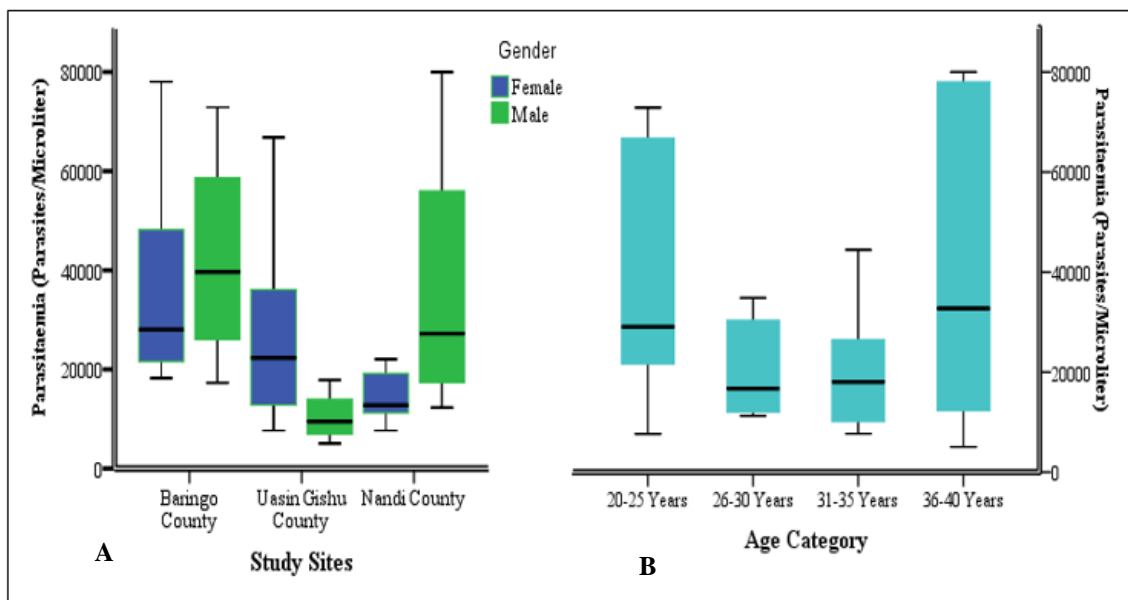 Parasitaemia (Parasites/Microliter)
80000
60000
40000
20000
0
Gender
Female
Male
Baringo
County
Uasin Gishu
County
Nandi County
Study Sites
A
80000
60000
40000
20000
0
Parasitaemia (Parasites/Microliter)
20-25 Years
26-30 Years
31-35 Years
36-40 Years
Age Category
B